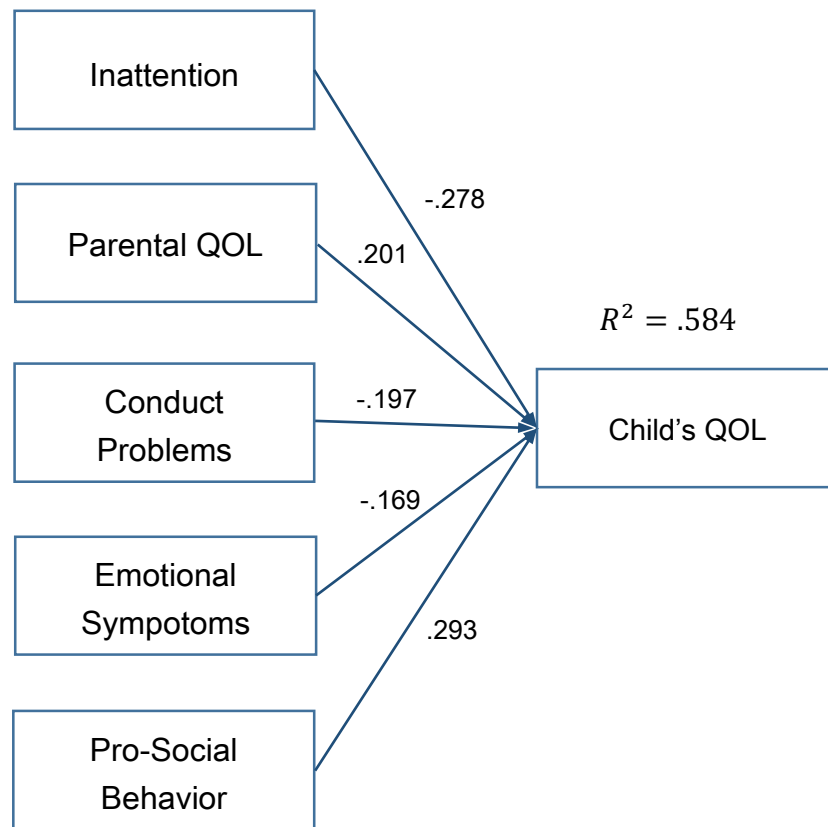 Inattention
-.278
Parental QOL
.201
R² = .584
Conduct
Problems
-.197
Child’s QOL
-.169
Emotional
Sympotoms
.293
Pro-Social
Behavior